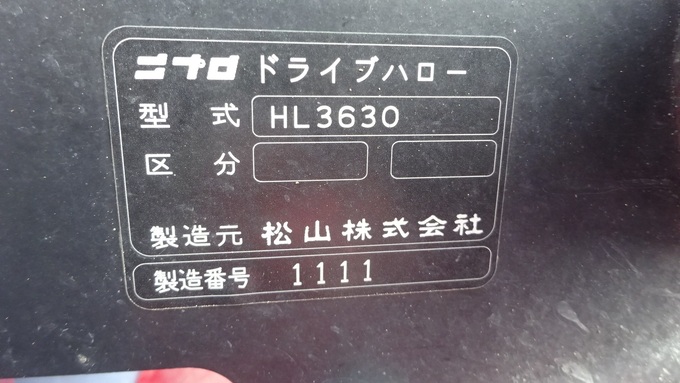 ニプロ ドライブハロー
型式 HL3630
区分
製造元 松山株式会社
製造番号 1111